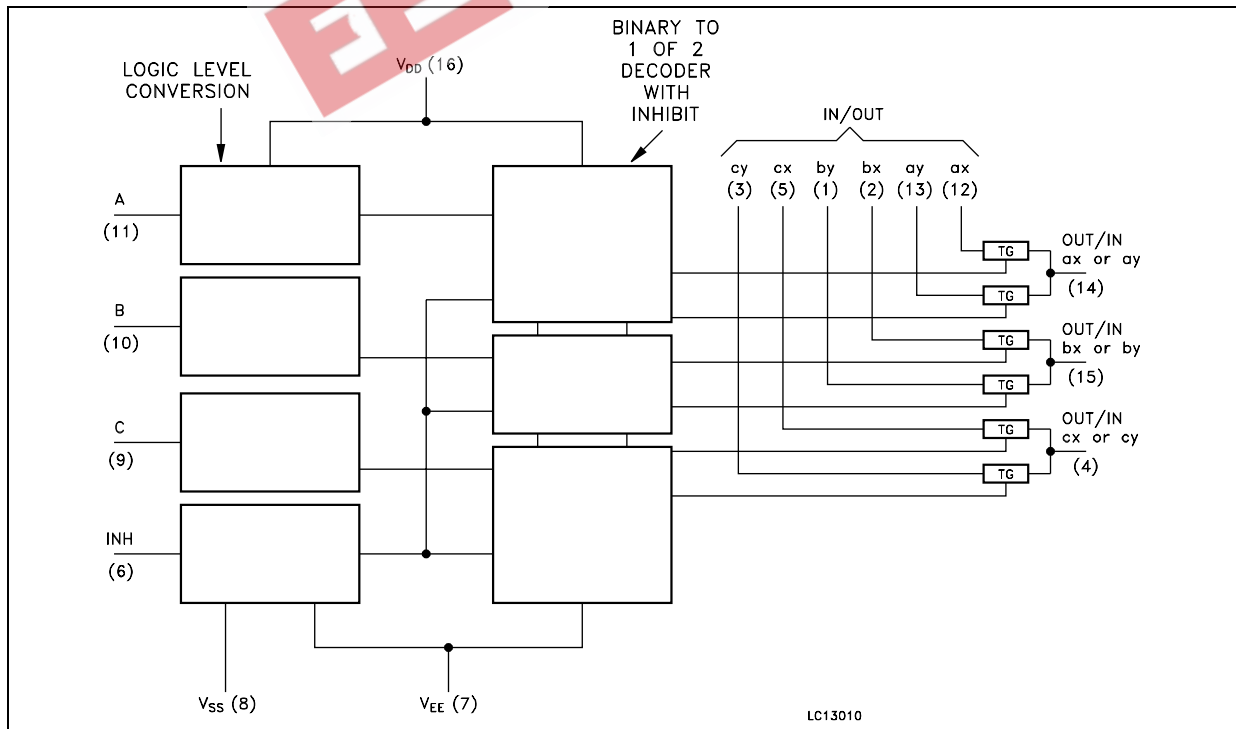 BINARY TO
1 OF 2
DECODER
WITH
INHIBIT
LOGIC LEVEL
CONVERSION
VDD (16)
IN/OUT
cy cx by bx ay ax
(3) (5) (1) (2) (13) (12)
A
(11)
B
(10)
C
(9)
INH
(6)
TG
TG
TG
TG
TG
TG
OUT/IN
ax or ay
(14)
OUT/IN
bx or by
(15)
OUT/IN
cx or cy
(4)
VSS (8)
VEE (7)
LC13010